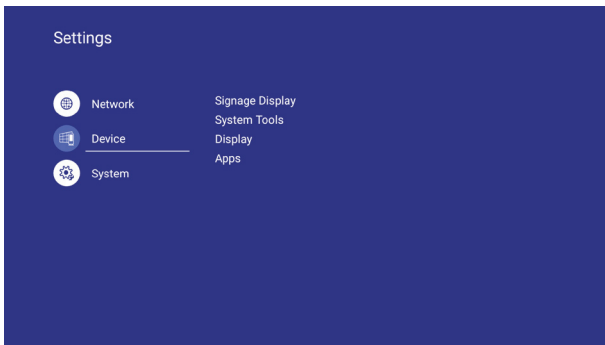 Settings
Network
Device
System
Signage Display
System Tools
Display
Apps